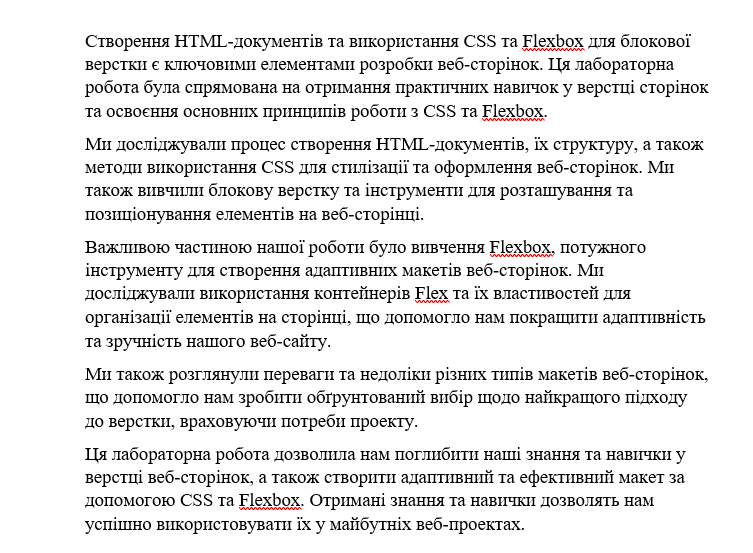 Створення HTML-документів та використання CSS та Flexbox для блокової
верстки є ключовими елементами розробки веб-сторінок. Ця лабораторна
робота була спрямована на отримання практичних навичок у верстці сторінок
та освоєння основних принципів роботи з CSS та Flexbox.
Ми досліджували процес створення HTML-документів, їх структуру, а також
методи використання CSS для стилізації та оформлення веб-сторінок. Ми
також вивчили блокову верстку та інструменти для розташування та
позиціонування елементів на веб-сторінці.
Важливою частиною нашої роботи було вивчення Flexbox, потужного
інструменту для створення адаптивних макетів веб-сторінок. Ми
досліджували використання контейнерів Flex та їх властивостей для
організації елементів на сторінці, що допомогло нам покращити адаптивність
та зручність нашого веб-сайту.
Ми також розглянули переваги та недоліки різних типів макетів веб-сторінок,
що допомогло нам зробити обґрунтований вибір щодо найкращого підходу
до верстки, враховуючи потреби проекту.
Ця лабораторна робота дозволила нам поглибити наші знання та навички у
верстці веб-сторінок, а також створити адаптивний та ефективний макет за
допомогою CSS та Flexbox. Отримані знання та навички дозволять нам
успішно використовувати їх у майбутніх веб-проектах.